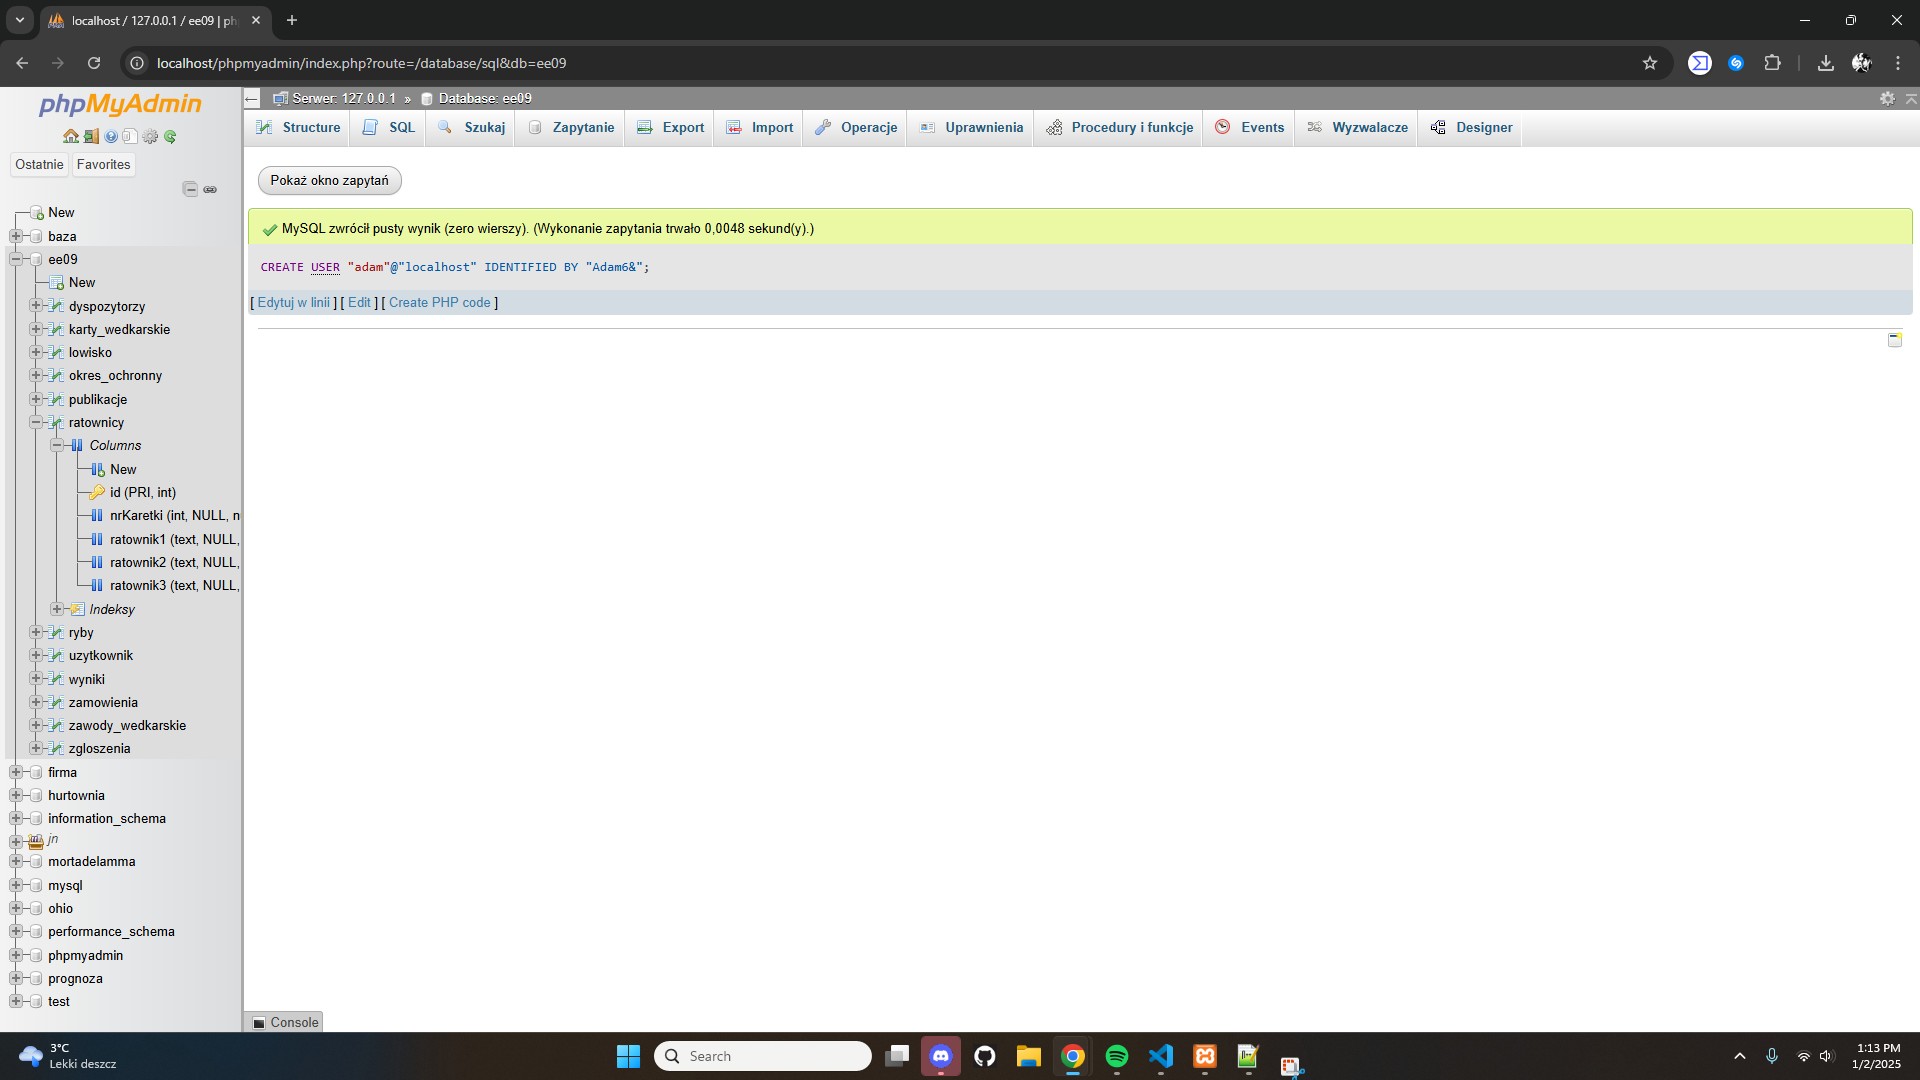 localhost / 127.0.0.1 / ee09 | ph
localhost/phpmyadmin/index.php?route=/database/sql&db=ee09
phpMyAdmin
Ostatnie
Favorites
New
baza
ee09
New
dyspozytorzy
karty_wedkarskie
lowisko
okres_ochronny
publikacje
ratownicy
Columns
New
id (PRI, int)
nrKaretki (int, NULL, n
ratownik1 (text, NULL,
ratownik2 (text, NULL,
ratownik3 (text, NULL,
Indeksy
ryby
uzytkownik
wyniki
zamowienia
zawody_wedkarskie
zgloszenia
firma
hurtownia
information_schema
jn
mortadelamma
mysql
ohio
performance_schema
phpmyadmin
prognoza
test
Serwer: 127.0.0.1 » Database: ee09
Structure SQL Szukaj Zapytanie Export Import Operacje Uprawnienia Procedury i funkcje Events Wyzwalacze Designer
Pokaż okno zapytań
MySQL zwrócił pusty wynik (zero wierszy). (Wykonanie zapytania trwało 0,0048 sekund(y).)
CREATE USER "adam"@"localhost" IDENTIFIED BY "Adam6&";
[ Edytuj w linii ] [ Edit ] [ Create PHP code ]
Console
3°C
Lekki deszcz
Search
1:13 PM
1/2/2025